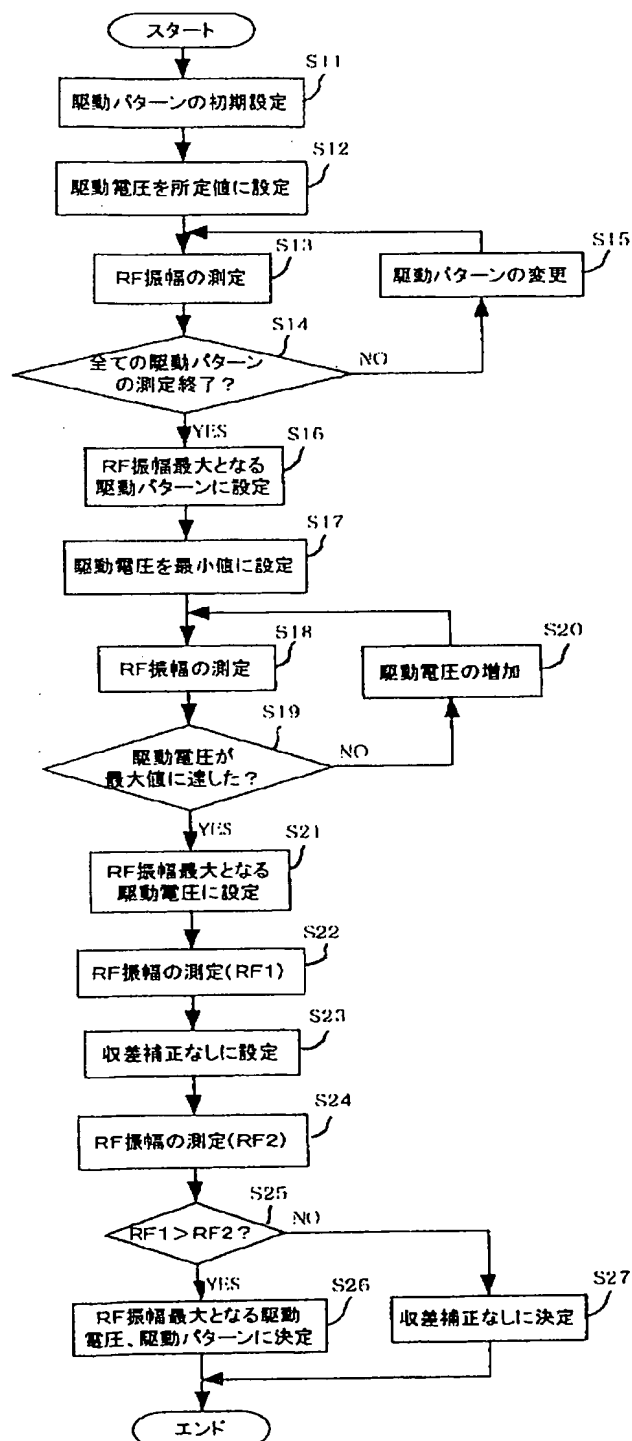 スタート
S11
駆動パターンの初期設定
S12
駆動電圧を所定値に設定
S13
RF振幅の測定
S15
駆動パターンの変更
S14
全ての駆動パターン
の測定終了?
NO
YES
S16
RF振幅最大となる
駆動パターンに設定
S17
駆動電圧を最小値に設定
S18
RF振幅の測定
S20
駆動電圧の増加
S19
駆動電圧が
最大値に達した?
NO
YES
S21
RF振幅最大となる
駆動電圧に設定
S22
RF振幅の測定(RF1)
S23
収差補正なしに設定
S24
RF振幅の測定(RF2)
S25
RF1>RF2?
NO
YES
S26
RF振幅最大となる駆動
電圧、駆動パターンに決定
S27
収差補正なしに決定
エンド